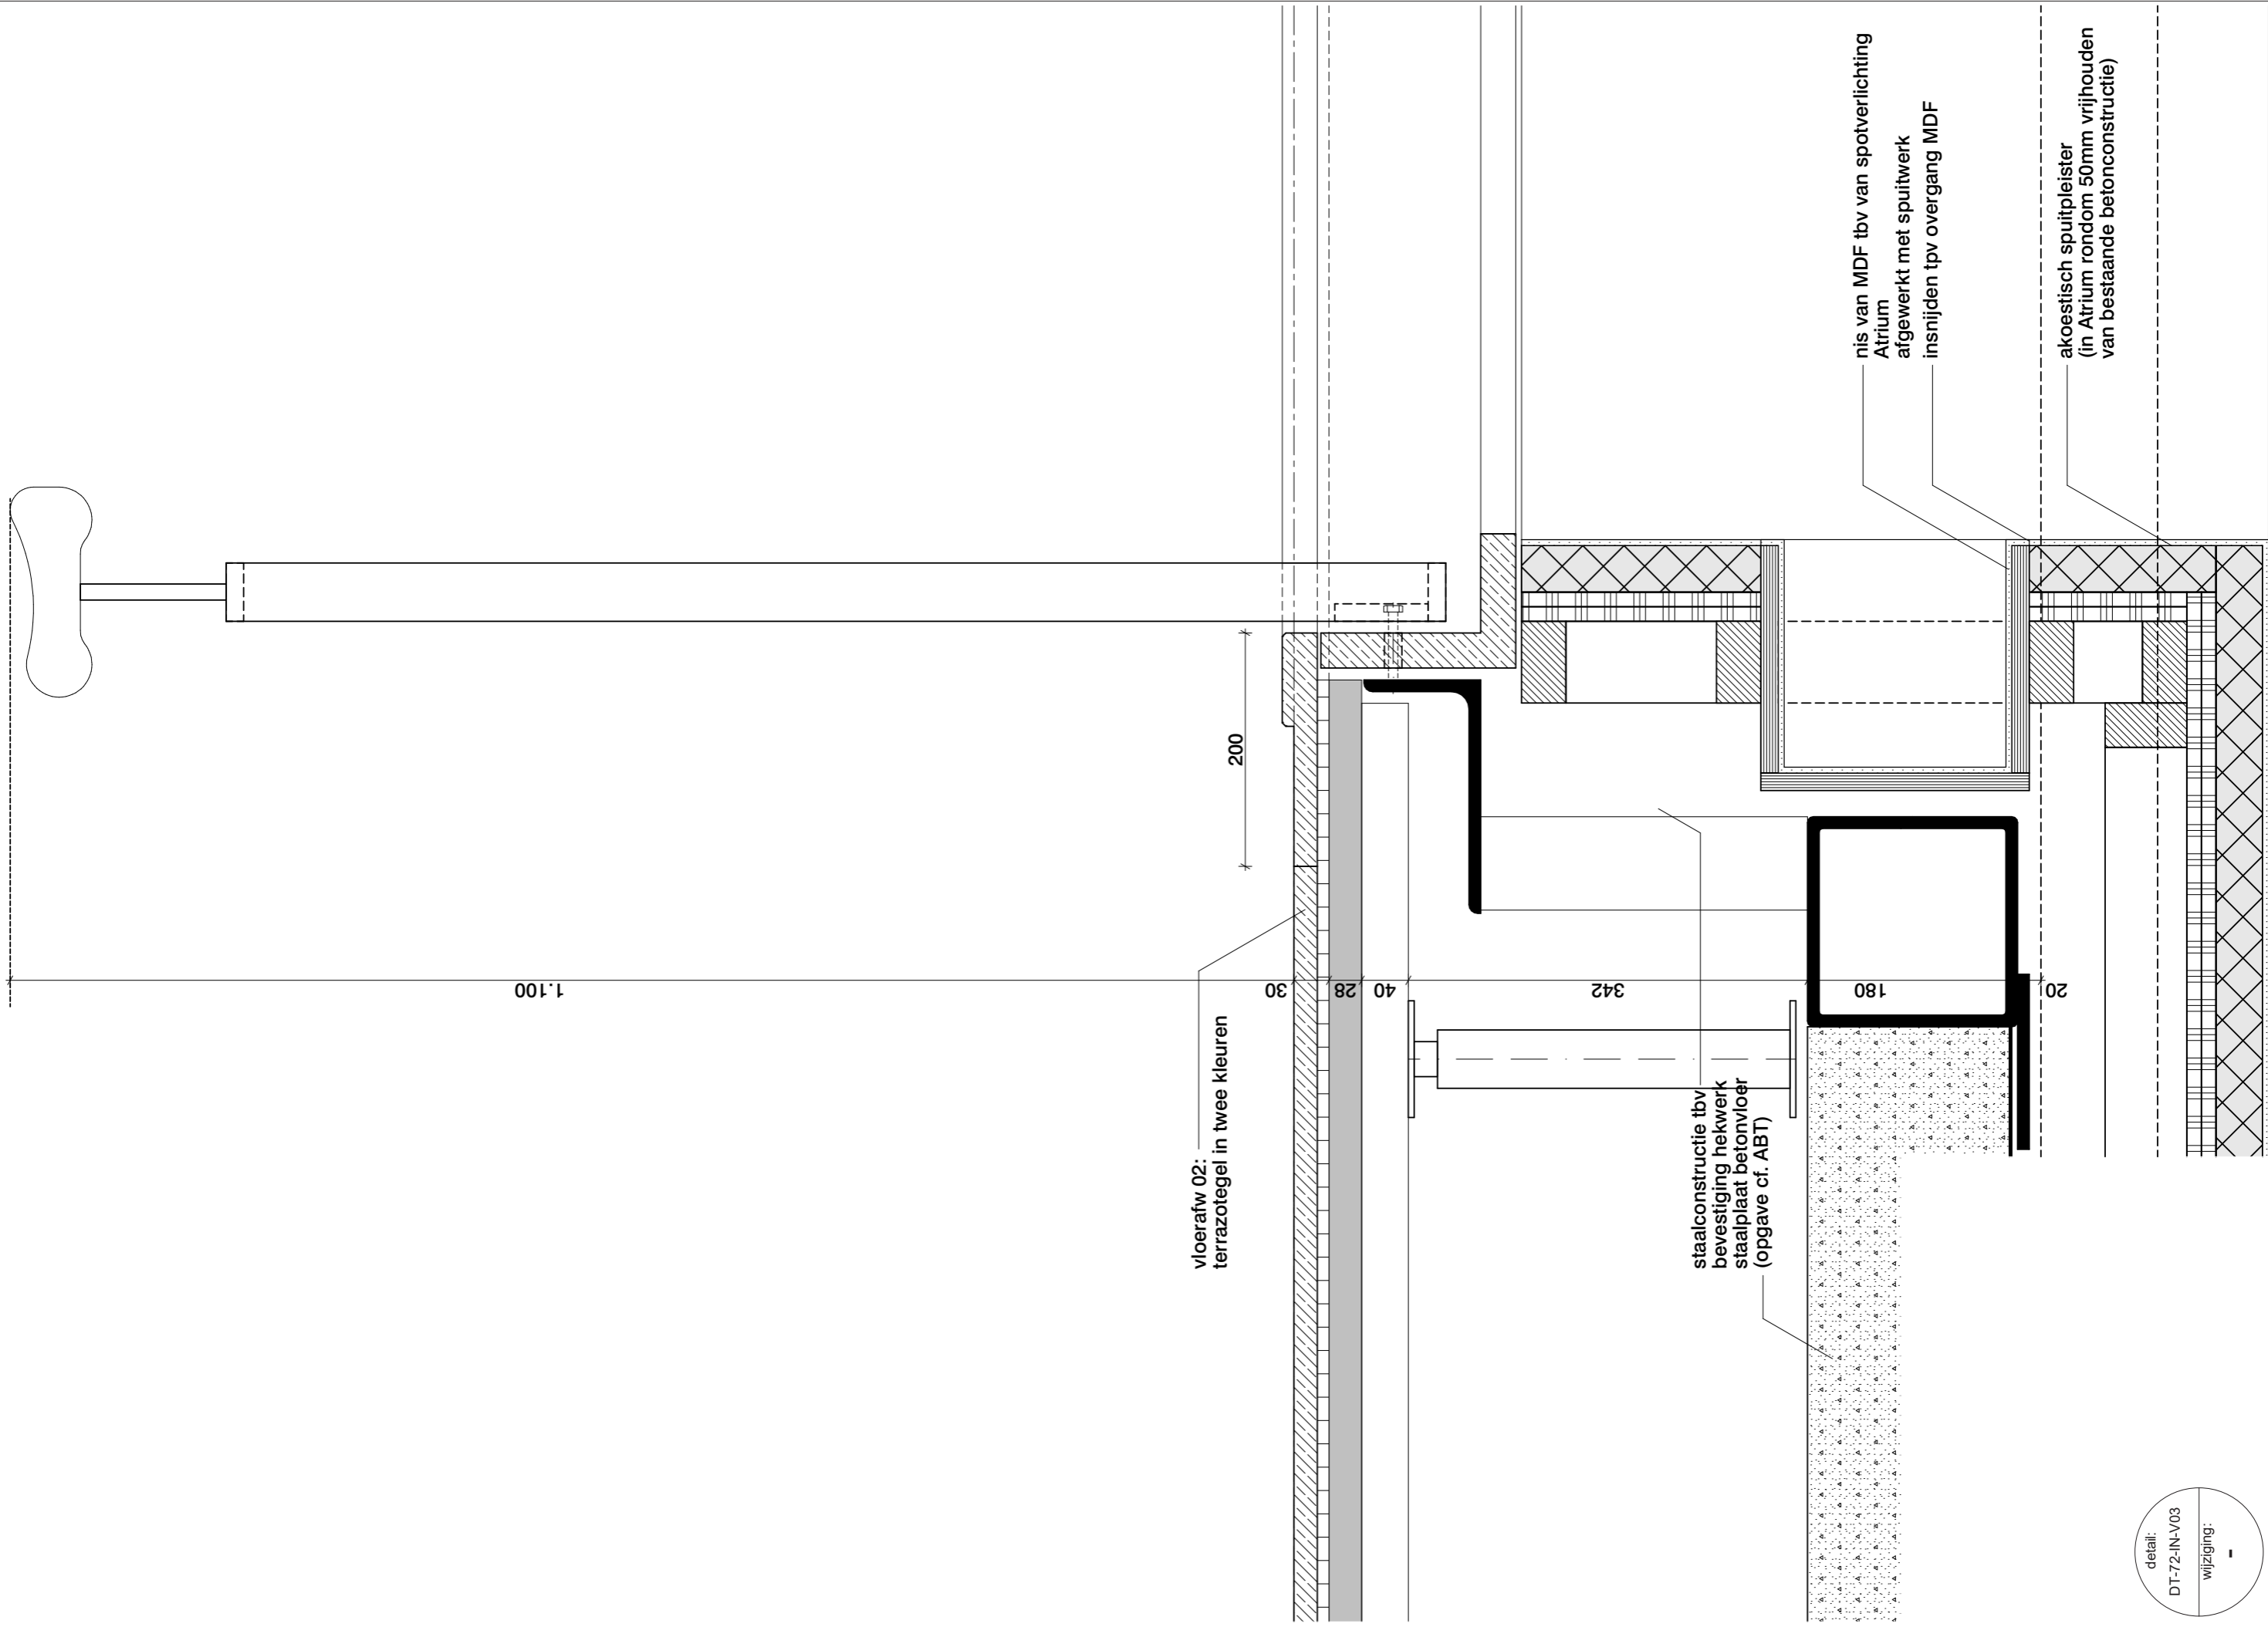 nis van MDF tbv van spotverlichting
Atrium
afgewerkt met spuitwerk
insnijden tpv overgang MDF
akoestisch spuitpleister
(in Atrium rondom 50mm vrijhouden
van bestaande betonconstructie)
200
1.100
30
28
40
342
180
20
vloerafw 02:
terrazotegel in twee kleuren
staalconstructie tbv
bevestiging hekwerk
staalplaat betonvloer
(opgave cf. ABT)
detail:
DT-72-IN-V03
wijziging:
-